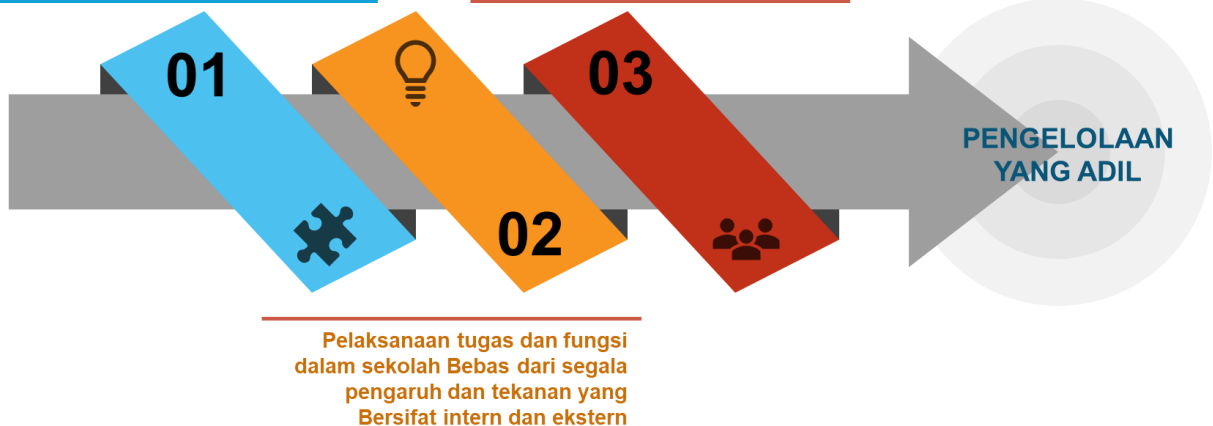 01
03
PENGELOLAAN
YANG ADIL
02
Pelaksanaan tugas dan fungsi
dalam sekolah Bebas dari segala
pengaruh dan tekanan yang
Bersifat intern dan ekstern